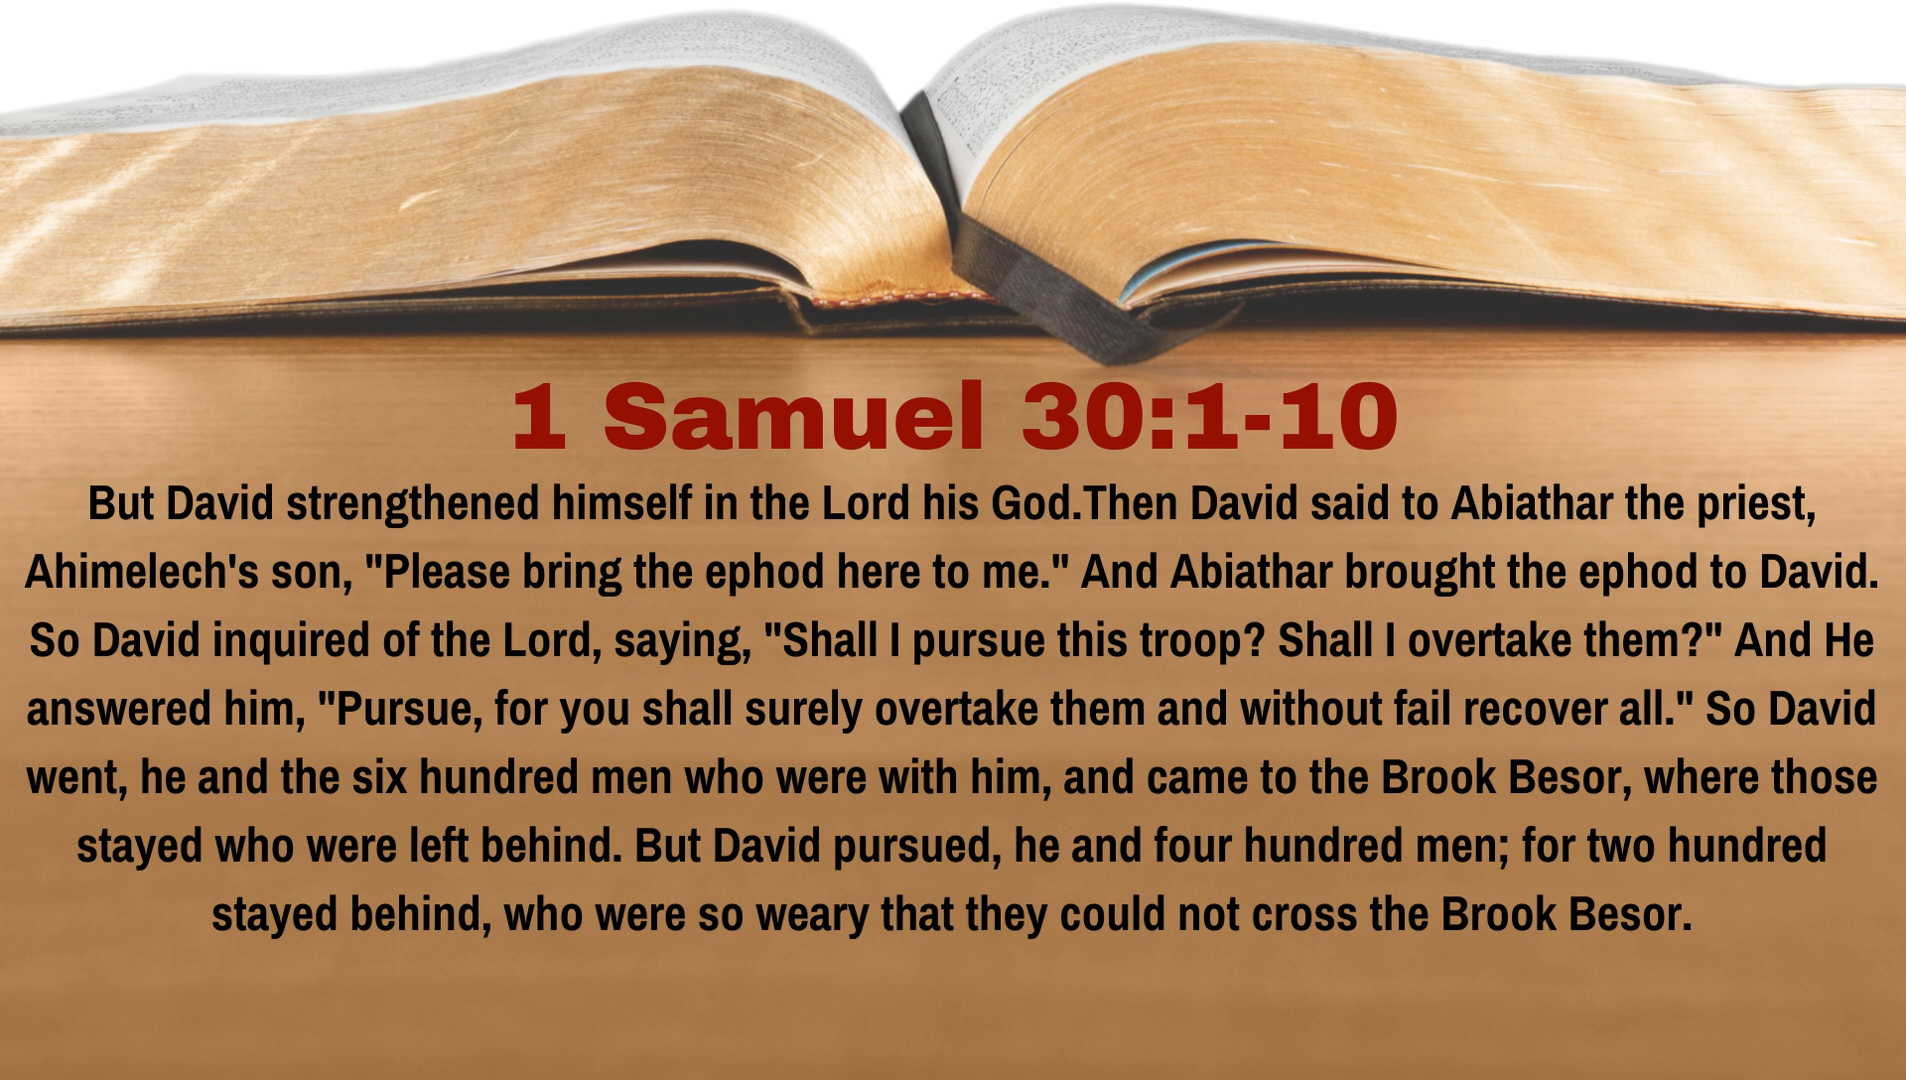 1 Samuel 30:1-10
But David strengthened himself in the Lord his God.Then David said to Abiathar the priest,
Ahimelech's son, "Please bring the ephod here to me." And Abiathar brought the ephod to David.
So David inquired of the Lord, saying, "Shall I pursue this troop? Shall I overtake them?" And He
answered him, "Pursue, for you shall surely overtake them and without fail recover all." So David
went, he and the six hundred men who were with him, and came to the Brook Besor, where those
stayed who were left behind. But David pursued, he and four hundred men; for two hundred
stayed behind, who were so weary that they could not cross the Brook Besor.